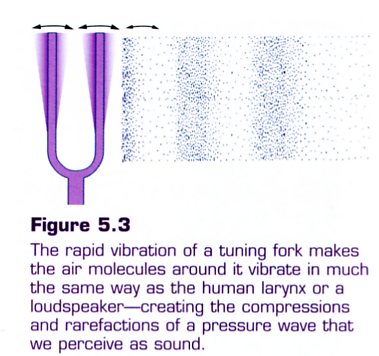 Figure 5.3
The rapid vibration of a tuning fork makes
the air molecules around it vibrate in much
the same way as the human larynx or a
loudspeaker—creating the compressions
and rarefactions of a pressure wave that
we perceive as sound.